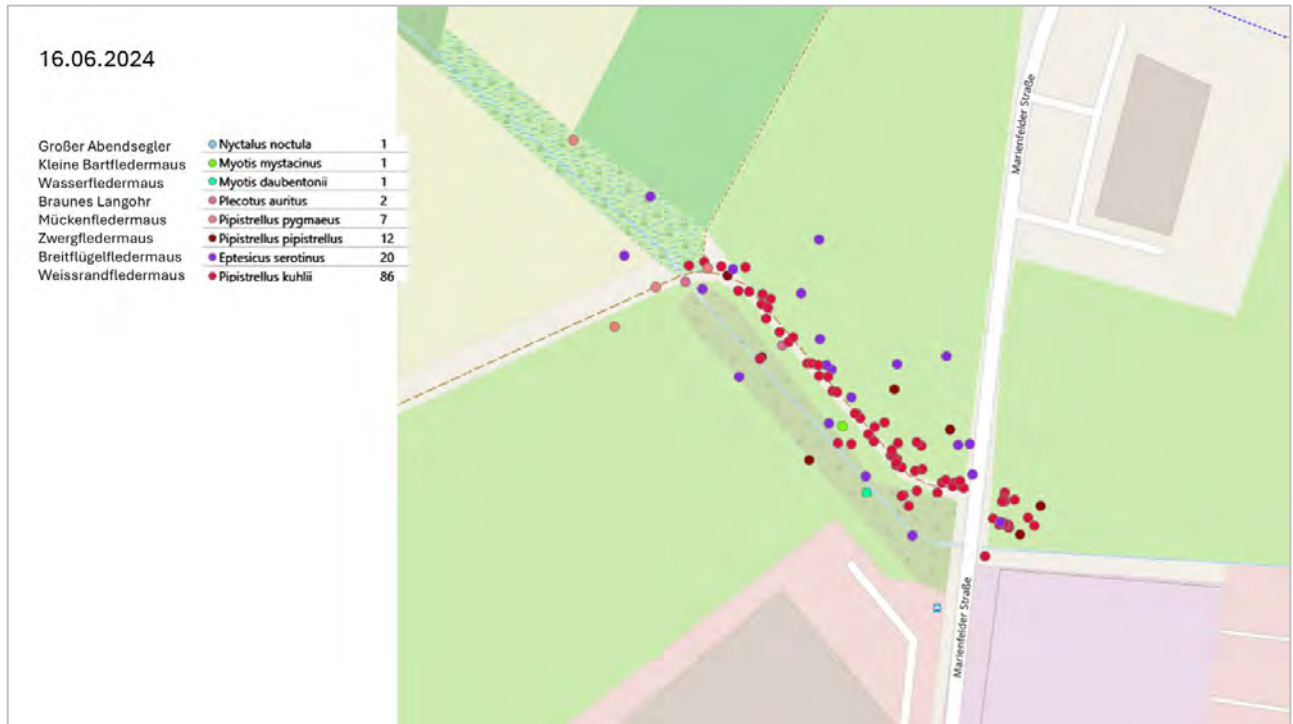 16.06.2024
Großer Abendsegler Nyctalus noctula 1
Kleine Bartfledermaus Myotis mystacinus 1
Wasserfledermaus Myotis daubentonii 1
Braunes Langohr Plecotus auritus 2
Mückenfledermaus Pipistrellus pygmaeus 7
Zwergfledermaus Pipistrellus pipistrellus 12
Breitflügelfledermaus Eptesicus serotinus 20
Weissrandfledermaus Pipistrellus kuhlii 86
Marienfelder Straße
Marienfelder Straße